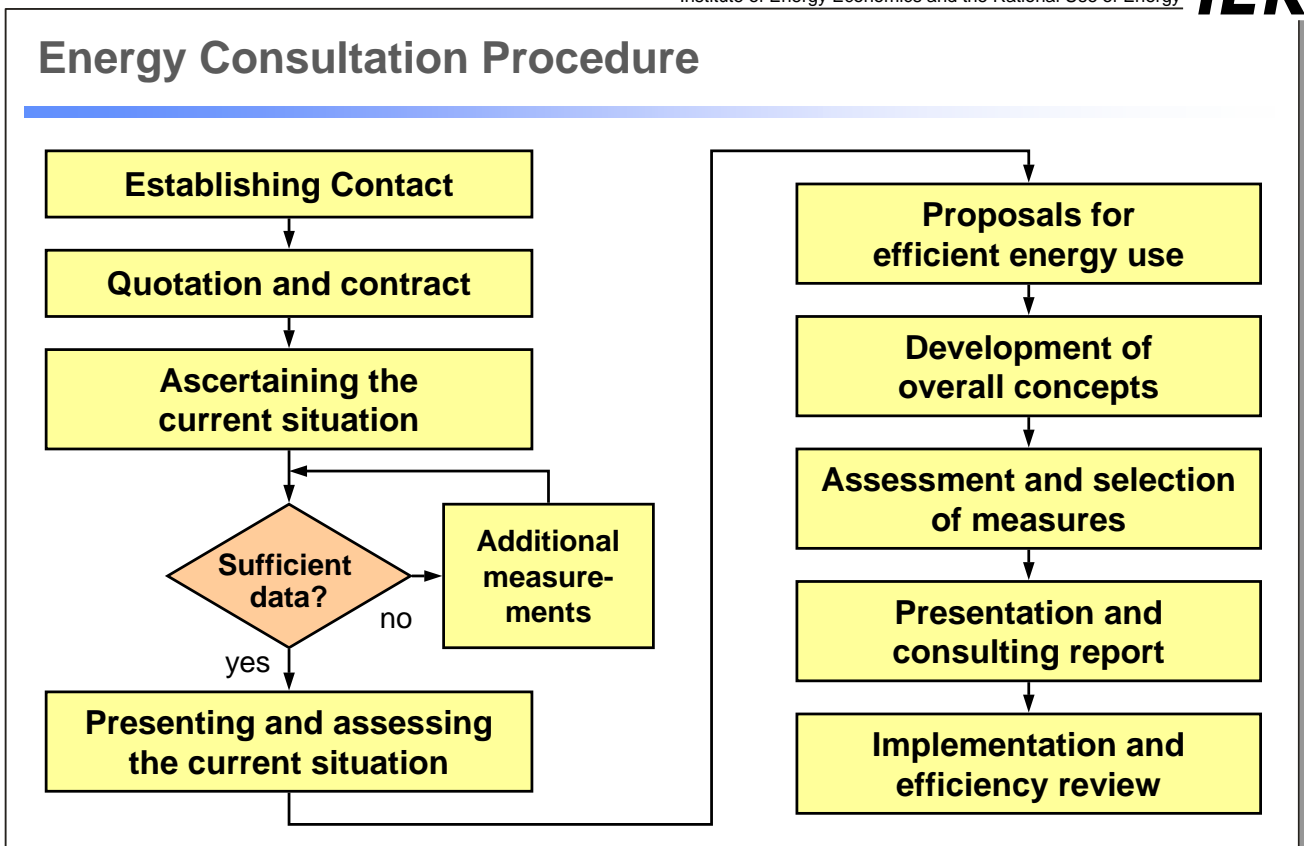 Institute of Energy Economics and the Rational Use of Energy
IER
Energy Consultation Procedure
Establishing Contact
Quotation and contract
Ascertaining the
current situation
Sufficient
data?
no
yes
Additional
measure-
ments
Presenting and assessing
the current situation
Proposals for
efficient energy use
Development of
overall concepts
Assessment and selection
of measures
Presentation and
consulting report
Implementation and
efficiency review